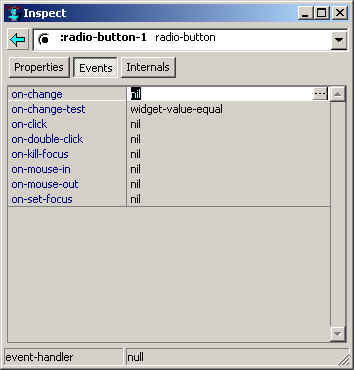 Inspect
:radio-button-1 radio-button
Properties Events Internals
on-change nil ...
on-change-test widget-value-equal
on-click nil
on-double-click nil
on-kill-focus nil
on-mouse-in nil
on-mouse-out nil
on-set-focus nil
event-handler null